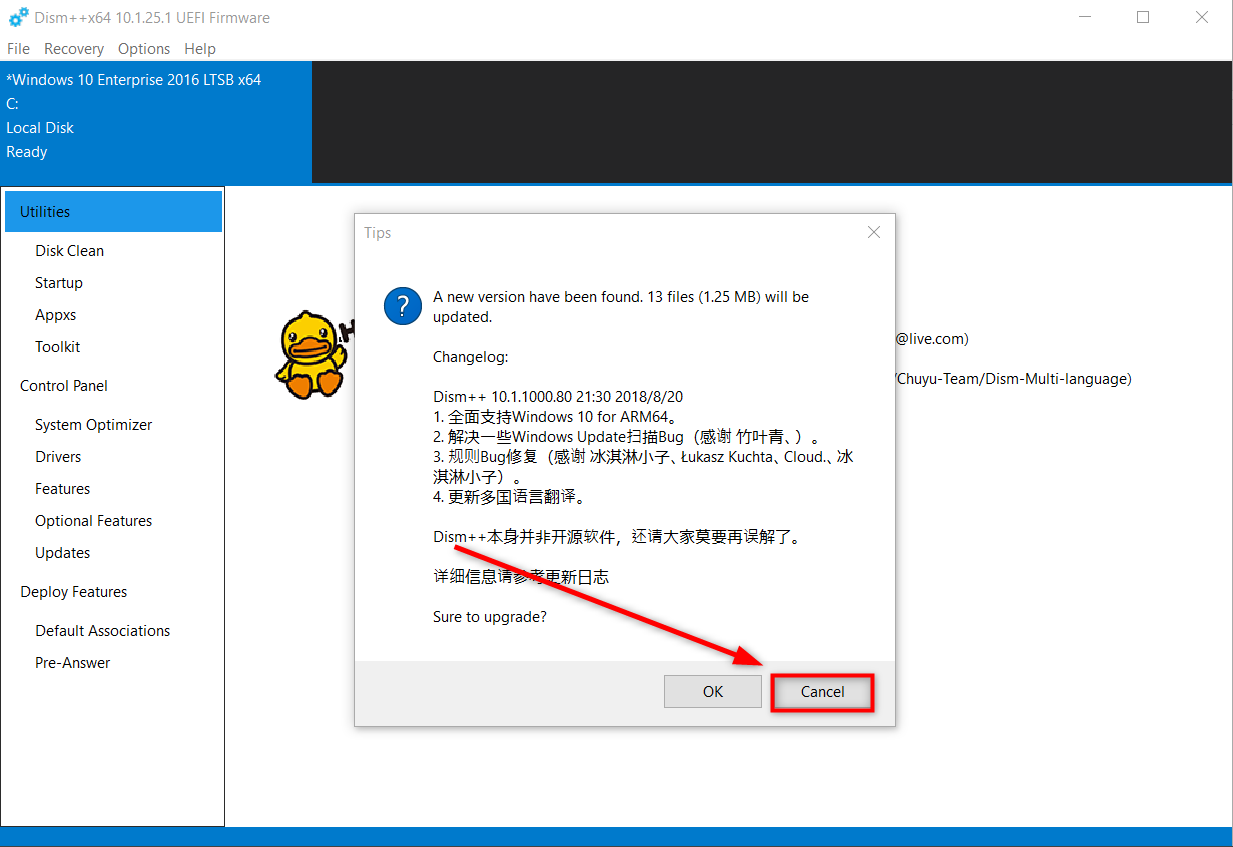 Dism++x64 10.1.25.1 UEFI Firmware
File Recovery Options Help
*Windows 10 Enterprise 2016 LTSB x64
C:
Local Disk
Ready
Utilities
Disk Clean
Startup
Appxs
Toolkit
Control Panel
System Optimizer
Drivers
Features
Optional Features
Updates
Deploy Features
Default Associations
Pre-Answer
H
@live.com)
/Chuyu-Team/Dism-Multi-language)
Tips
?
A new version have been found. 13 files (1.25 MB) will be
updated.
Changelog:
Dism++ 10.1.1000.80 21:30 2018/8/20
1. 全面支持Windows 10 for ARM64。
2. 解决一些Windows Update扫描Bug（感谢 竹叶青、）。
3. 规则Bug修复（感谢 冰淇淋小子、Łukasz Kuchta、Cloud.、冰
淇淋小子）。
4. 更新多国语言翻译。
Dism++本身并非开源软件，还请大家莫要再误解了。
详细信息请参考更新日志
Sure to upgrade?
OK
Cancel